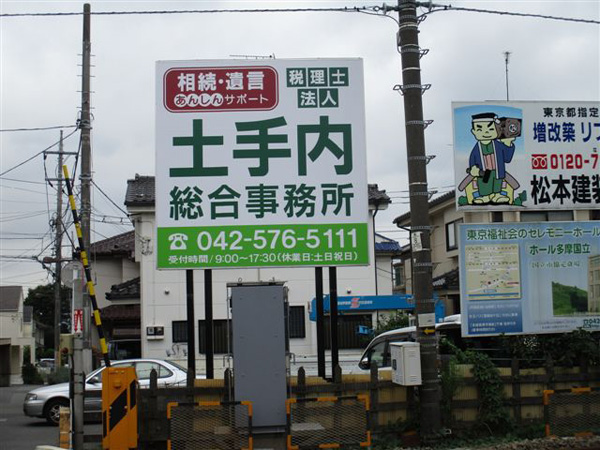 相続・遺言
あんしんサポート
税理士
法人
土手内
総合事務所
☎042-576-5111
受付時間/9:00〜17:30(休業日:土日祝日)
東京都指定
増改築 リフ
0120-7
松本建装
東京福祉会のセレモニーホール
ホール多摩国立